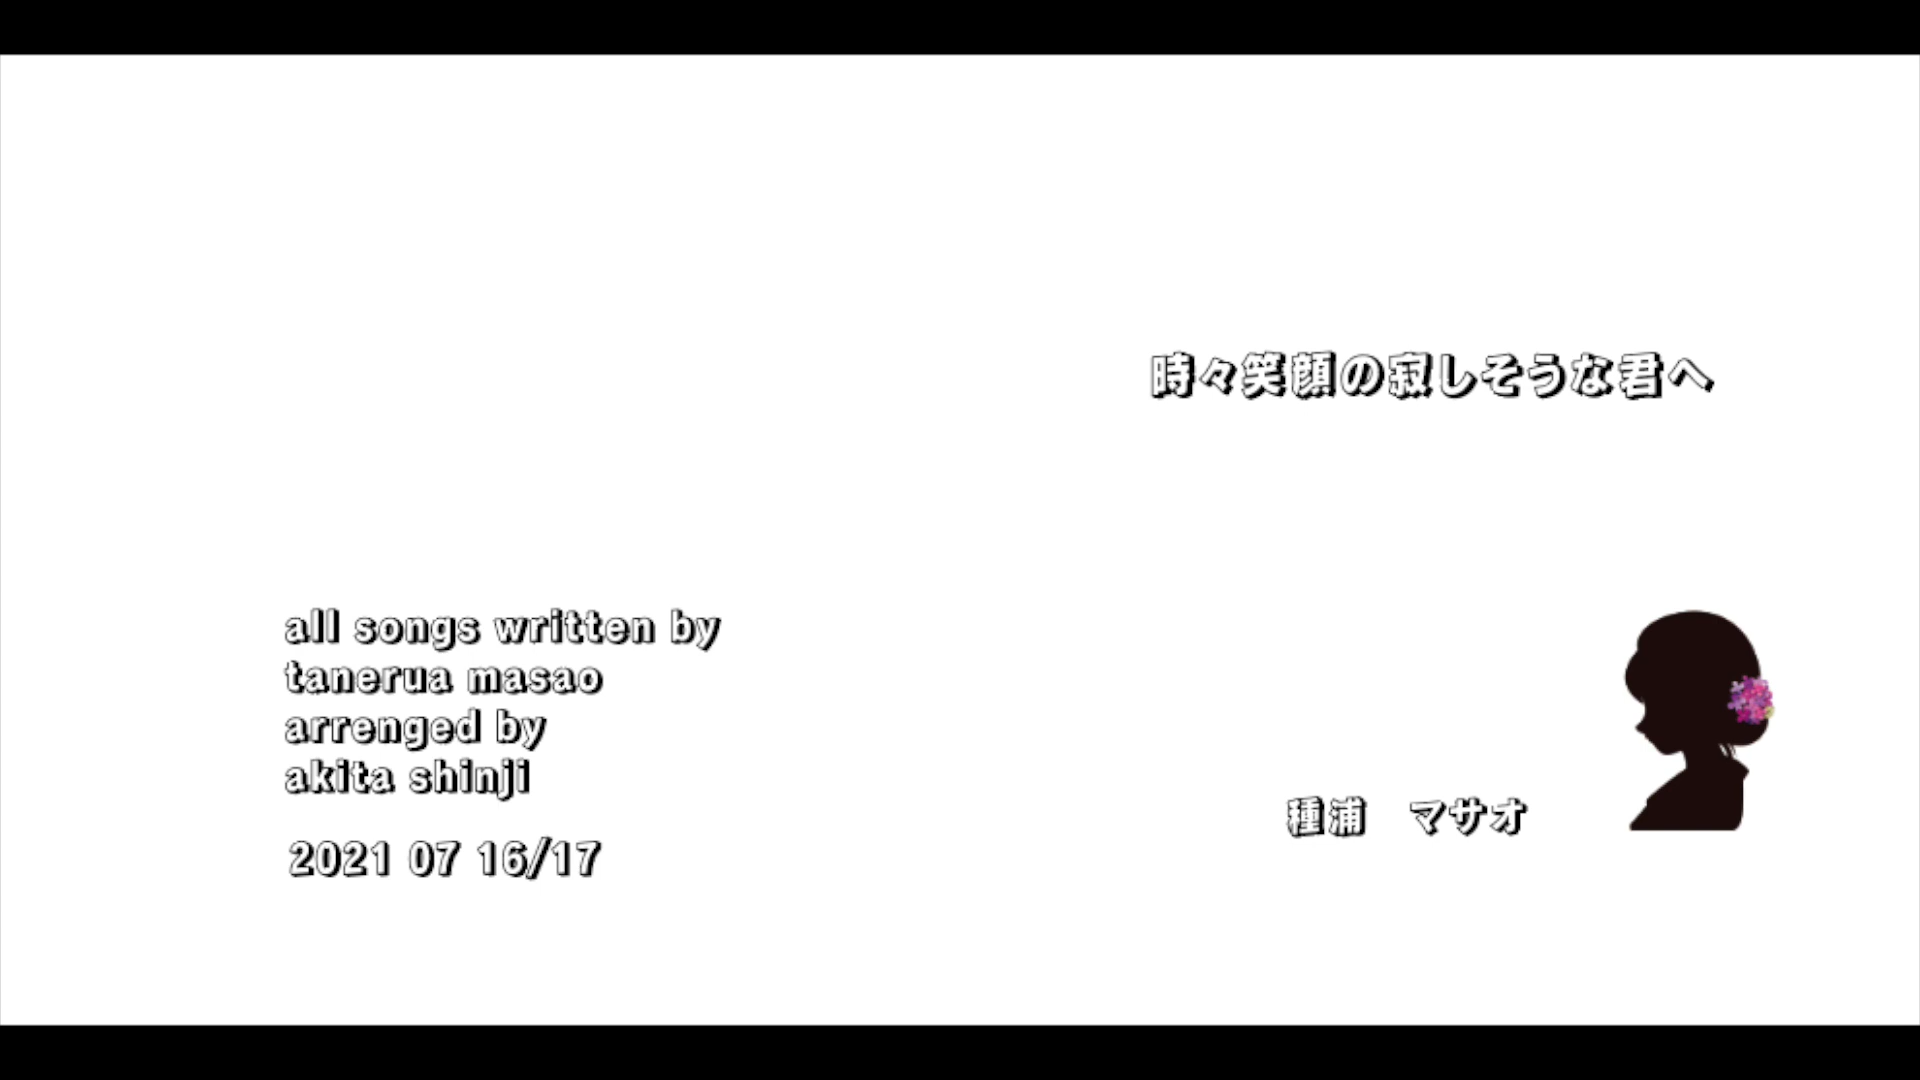 時々笑顔の寂しそうな君へ
all songs written by
tanerua masao
arrenged by
akita shinji
2021 07 16/17
種浦　マサオ